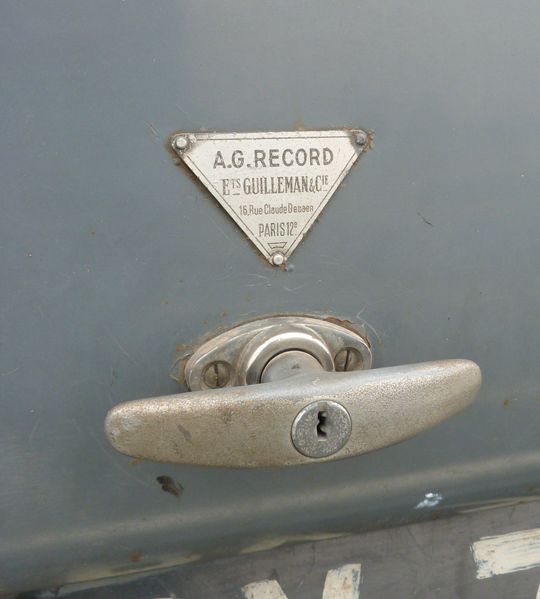 A.G.RECORD
Ets GUILLEMAN & Cie
16, Rue Claude Decaen
PARIS 12e